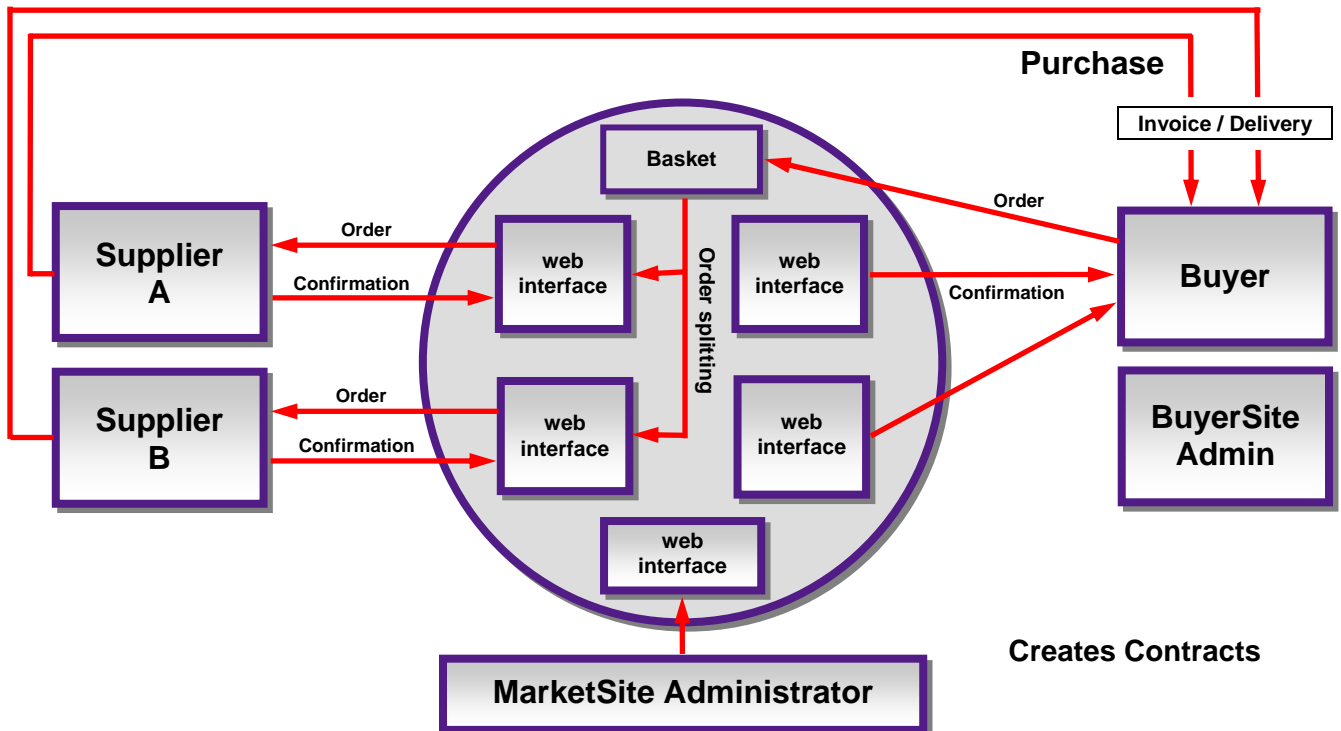 Purchase
Invoice / Delivery
Basket
Order
Supplier
A
Order
Confirmation
web
interface
Order splitting
web
interface
Confirmation
Buyer
Supplier
B
Order
Confirmation
web
interface
web
interface
BuyerSite
Admin
web
interface
Creates Contracts
MarketSite Administrator